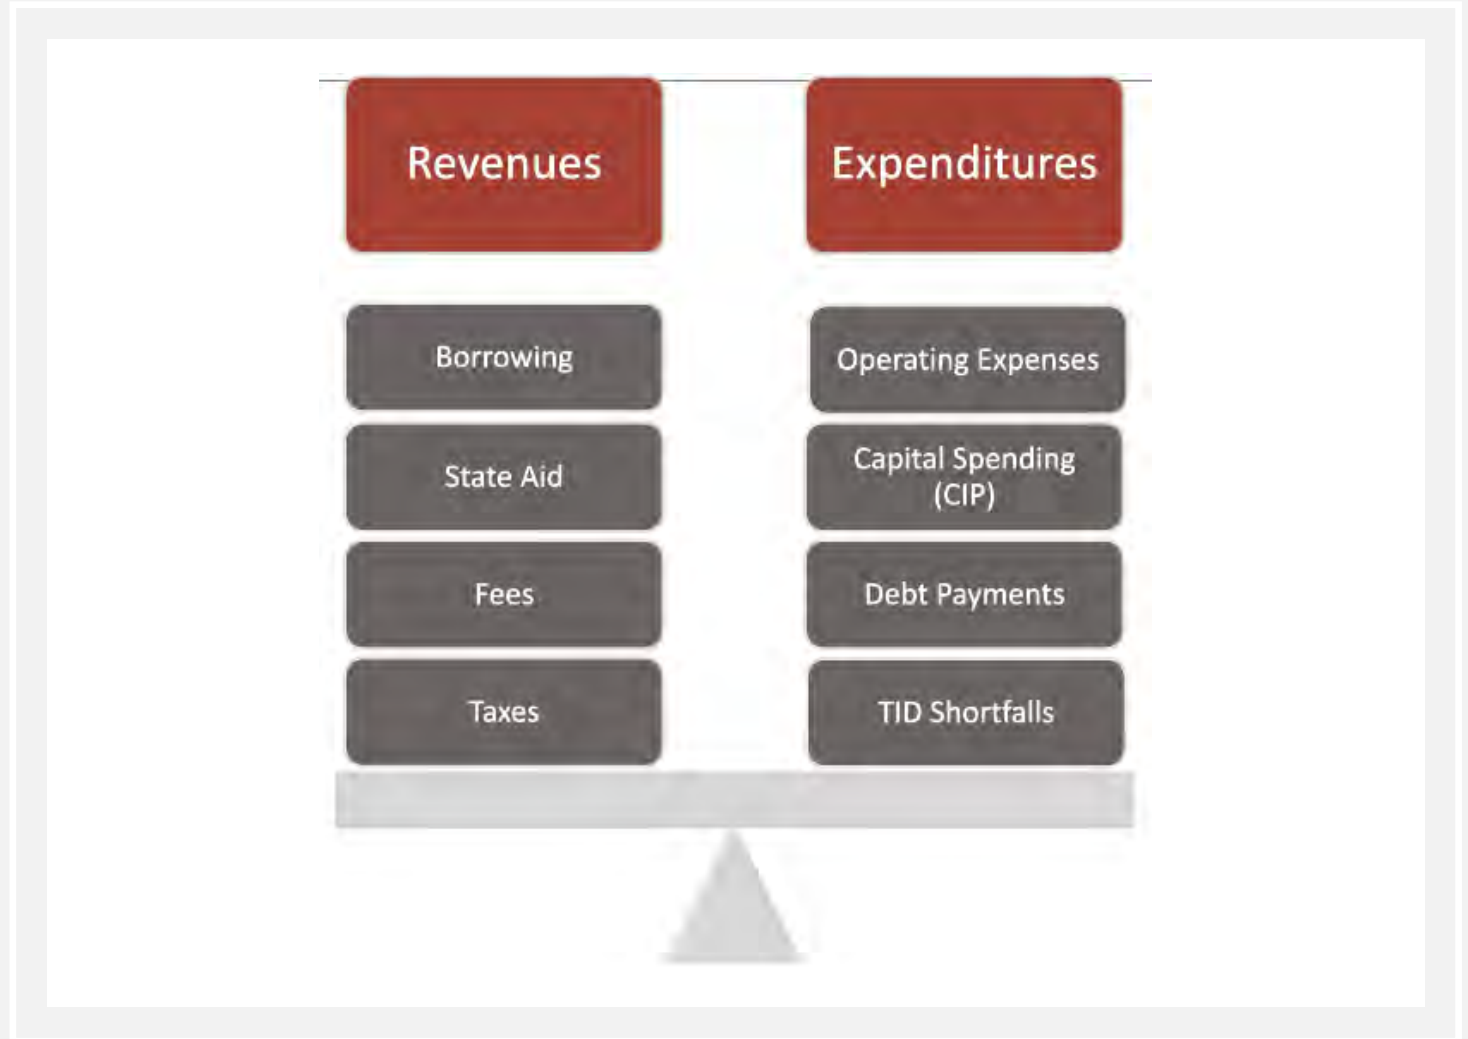 Revenues
Borrowing
State Aid
Fees
Taxes
Expenditures
Operating Expenses
Capital Spending
(CIP)
Debt Payments
TID Shortfalls